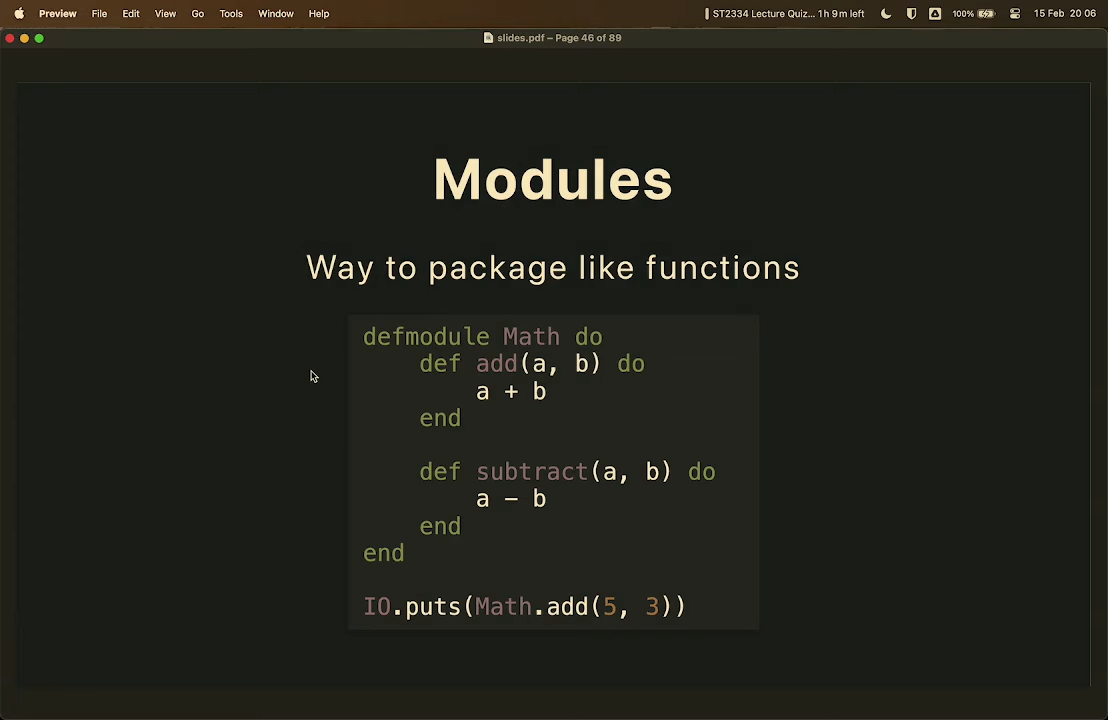 Preview File Edit View Go Tools Window Help ST2334 Lecture Quiz... 1h 9m left 100% 15 Feb 20 06
slides.pdf – Page 46 of 89
Modules
Way to package like functions
defmodule Math do
    def add(a, b) do
        a + b
    end
    def subtract(a, b) do
        a - b
    end
end
IO.puts(Math.add(5, 3))